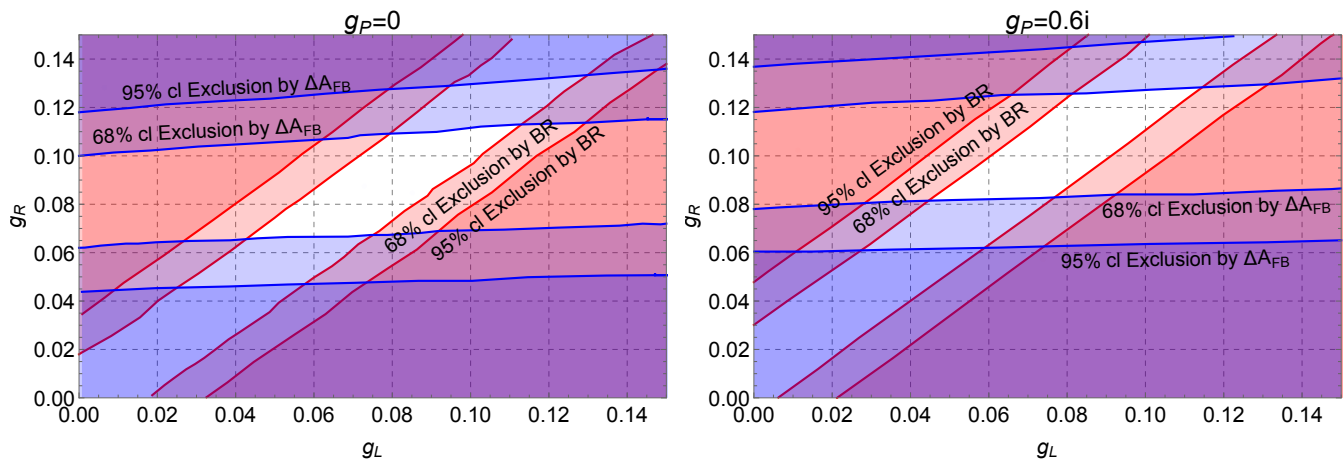 g_P=0
0.14
0.12
0.10
0.08
0.06
0.04
0.02
0.00
g_R
95% cl Exclusion by ΔA_FB
68% cl Exclusion by ΔA_FB
68% cl Exclusion by BR
95% cl Exclusion by BR
0.00 0.02 0.04 0.06 0.08 0.10 0.12 0.14
g_L
g_P=0.6i
0.14
0.12
0.10
0.08
0.06
0.04
0.02
0.00
g_R
95% cl Exclusion by BR
68% cl Exclusion by BR
68% cl Exclusion by ΔA_FB
95% cl Exclusion by ΔA_FB
0.00 0.02 0.04 0.06 0.08 0.10 0.12 0.14
g_L